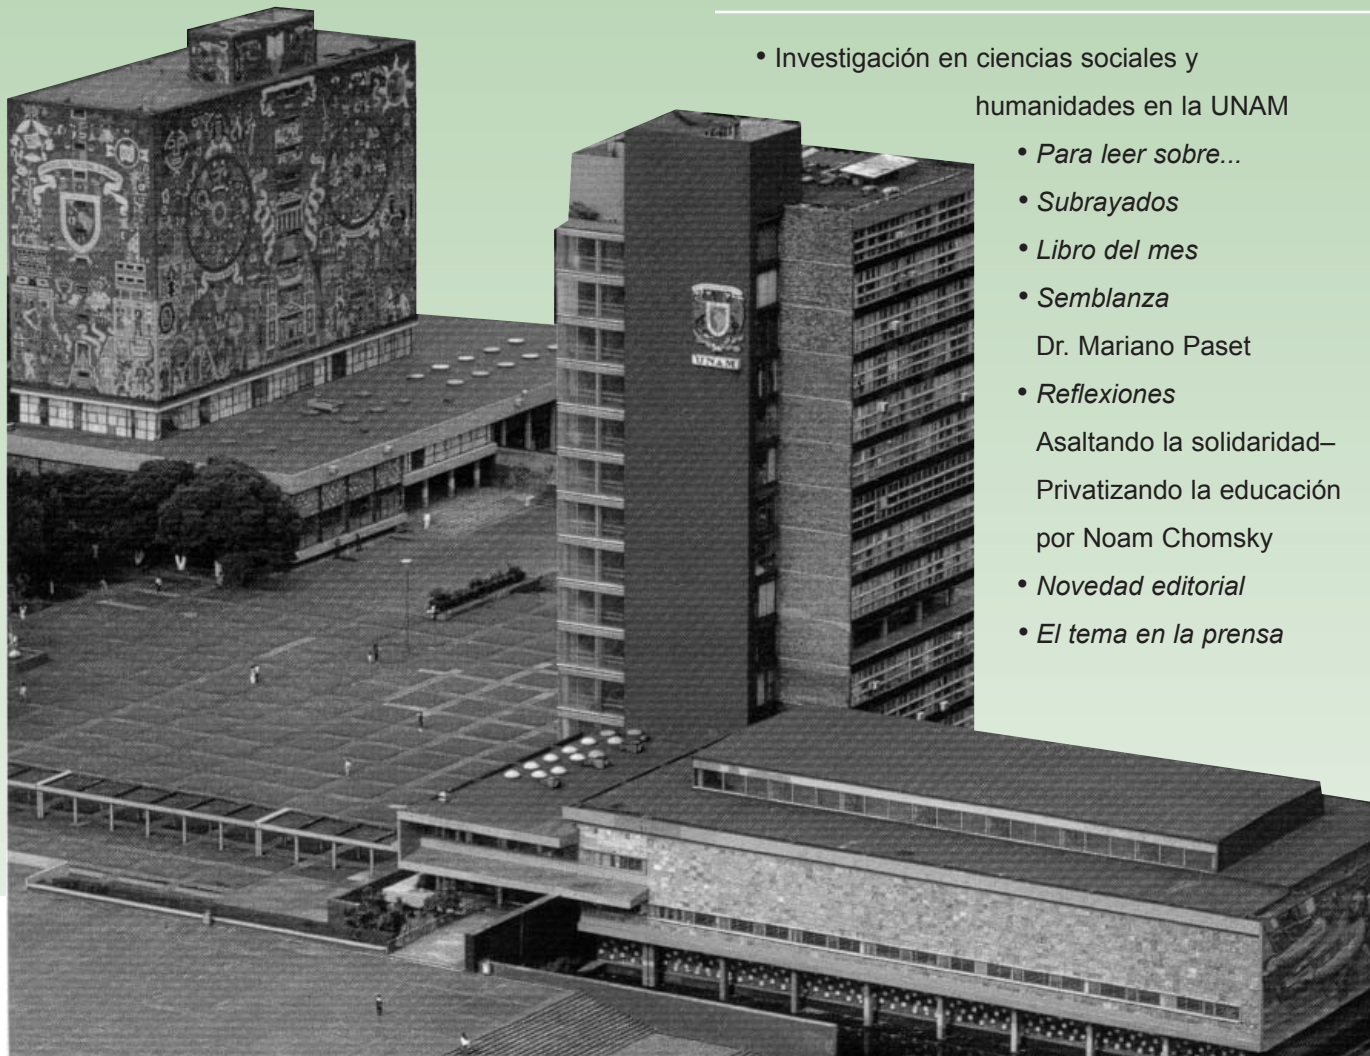 • Investigación en ciencias sociales y
humanidades en la UNAM
• Para leer sobre...
• Subrayados
• Libro del mes
• Semblanza
Dr. Mariano Paset
• Reflexiones
Asaltando la solidaridad–
Privatizando la educación
por Noam Chomsky
• Novedad editorial
• El tema en la prensa
UNAM